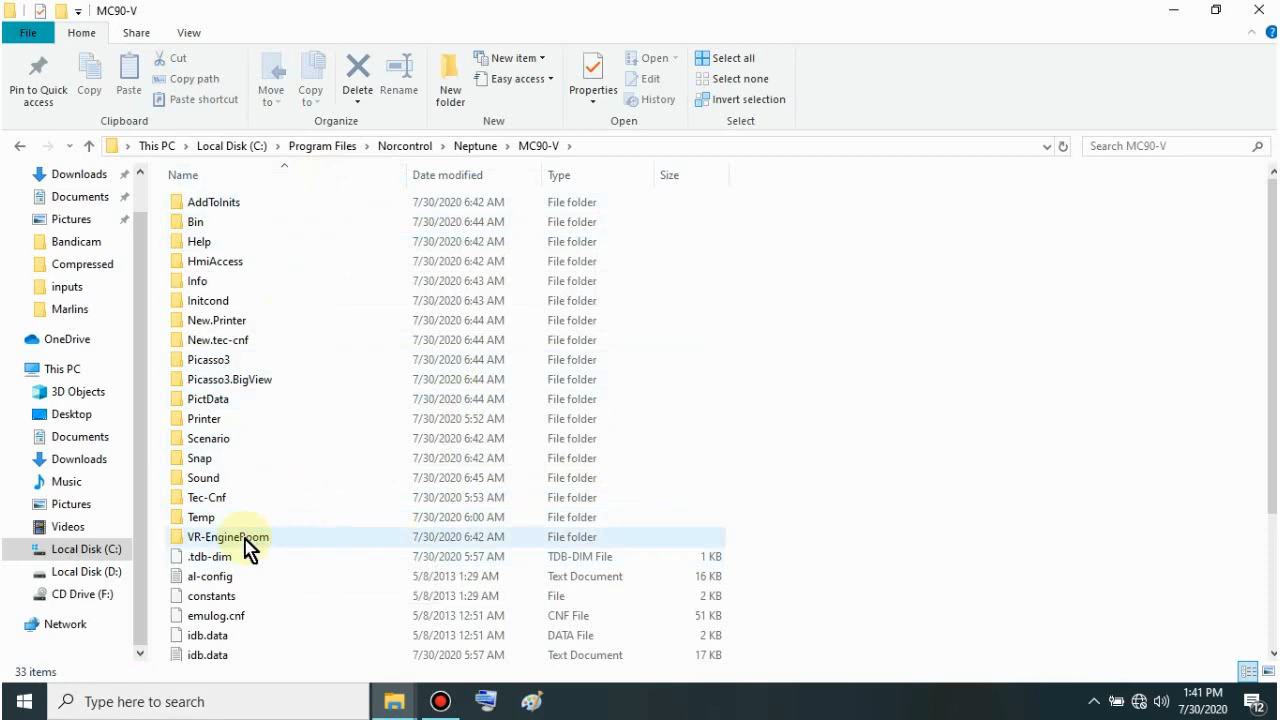 MC90-V
File Home Share View
Pin to Quick access
Copy
Paste
Cut
Copy path
Paste shortcut
Clipboard
Move to
Copy to
Delete
Rename
Organize
New folder
New item
Easy access
New
Properties
Open
Edit
History
Open
Select all
Select none
Invert selection
Select
This PC Local Disk (C:) Program Files Norcontrol Neptune MC90-V
Search MC90-V
Downloads
Documents
Pictures
Bandicam
Compressed
inputs
Marlins
OneDrive
This PC
3D Objects
Desktop
Documents
Downloads
Music
Pictures
Videos
Local Disk (C:)
Local Disk (D:)
CD Drive (F:)
Network
Name Date modified Type Size
AddToInits 7/30/2020 6:42 AM File folder
Bin 7/30/2020 6:44 AM File folder
Help 7/30/2020 6:42 AM File folder
HmiAccess 7/30/2020 6:42 AM File folder
Info 7/30/2020 6:43 AM File folder
Initcond 7/30/2020 6:43 AM File folder
New.Printer 7/30/2020 6:44 AM File folder
New.tec-cnf 7/30/2020 6:44 AM File folder
Picasso3 7/30/2020 6:44 AM File folder
Picasso3.BigView 7/30/2020 6:44 AM File folder
PictData 7/30/2020 6:44 AM File folder
Printer 7/30/2020 5:52 AM File folder
Scenario 7/30/2020 6:42 AM File folder
Snap 7/30/2020 6:42 AM File folder
Sound 7/30/2020 6:45 AM File folder
Tec-Cnf 7/30/2020 5:53 AM File folder
Temp 7/30/2020 6:00 AM File folder
VR-EngineRoom 7/30/2020 6:42 AM File folder
.tdb-dim 7/30/2020 5:57 AM TDB-DIM File 1 KB
al-config 5/8/2013 1:29 AM Text Document 16 KB
constants 5/8/2013 1:29 AM File 2 KB
emulog.cnf 5/8/2013 12:51 AM CNF File 51 KB
idb.data 5/8/2013 12:51 AM DATA File 2 KB
idb.data 7/30/2020 5:57 AM Text Document 17 KB
33 items
Type here to search
1:41 PM
7/30/2020
12